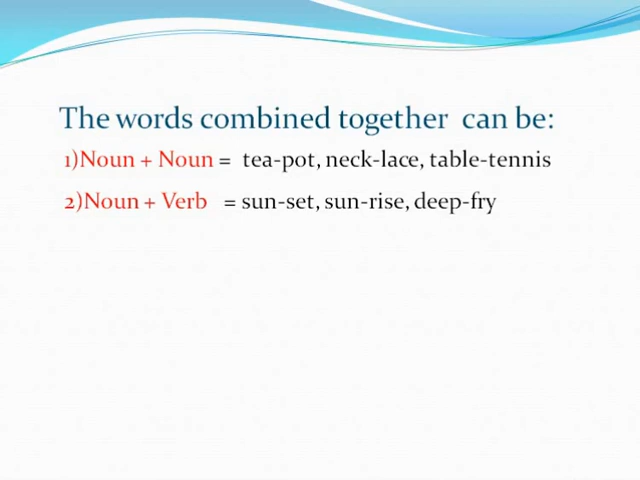 The words combined together can be:
1)Noun + Noun = tea-pot, neck-lace, table-tennis
2)Noun + Verb = sun-set, sun-rise, deep-fry